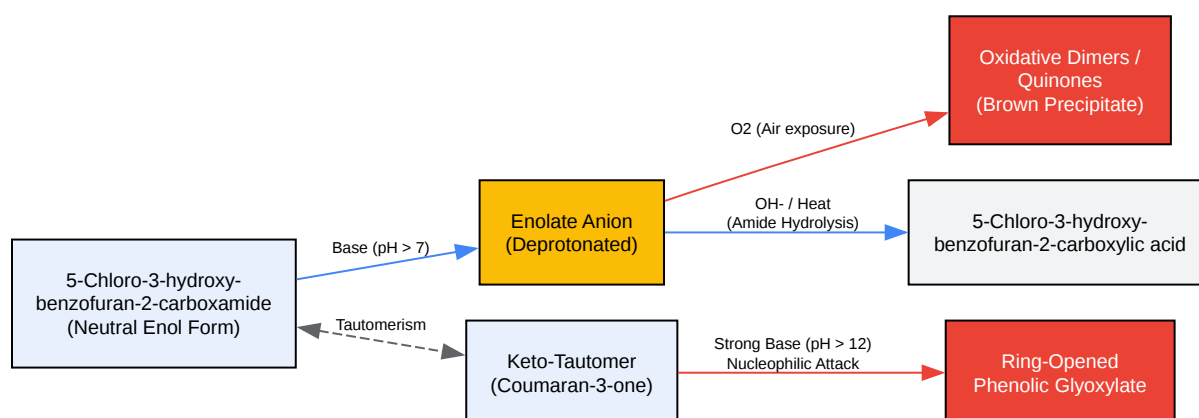 Oxidative Dimers /
Quinones
(Brown Precipitate)
O2 (Air exposure)
Enolate Anion
(Deprotonated)
OH- / Heat
(Amide Hydrolysis)
5-Chloro-3-hydroxy-
benzofuran-2-carboxylic acid
Base (pH > 7)
5-Chloro-3-hydroxy-
benzofuran-2-carboxamide
(Neutral Enol Form)
Tautomerism
Keto-Tautomer
(Coumaran-3-one)
Strong Base (pH > 12)
Nucleophilic Attack
Ring-Opened
Phenolic Glyoxylate